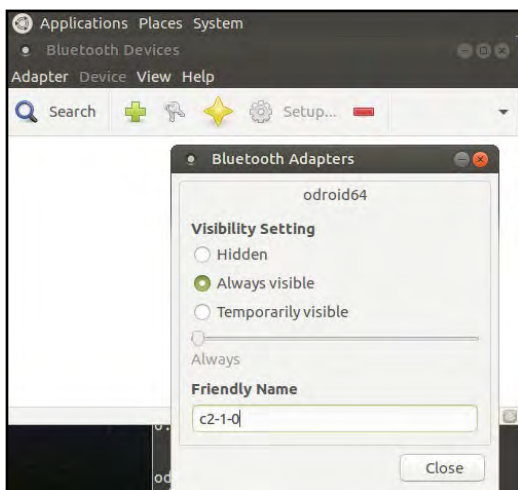 Applications Places System
Bluetooth Devices
Adapter Device View Help
Search Setup...
Bluetooth Adapters
odroid64
Visibility Setting
Hidden
Always visible
Temporarily visible
Always
Friendly Name
c2-1-0
Close
od